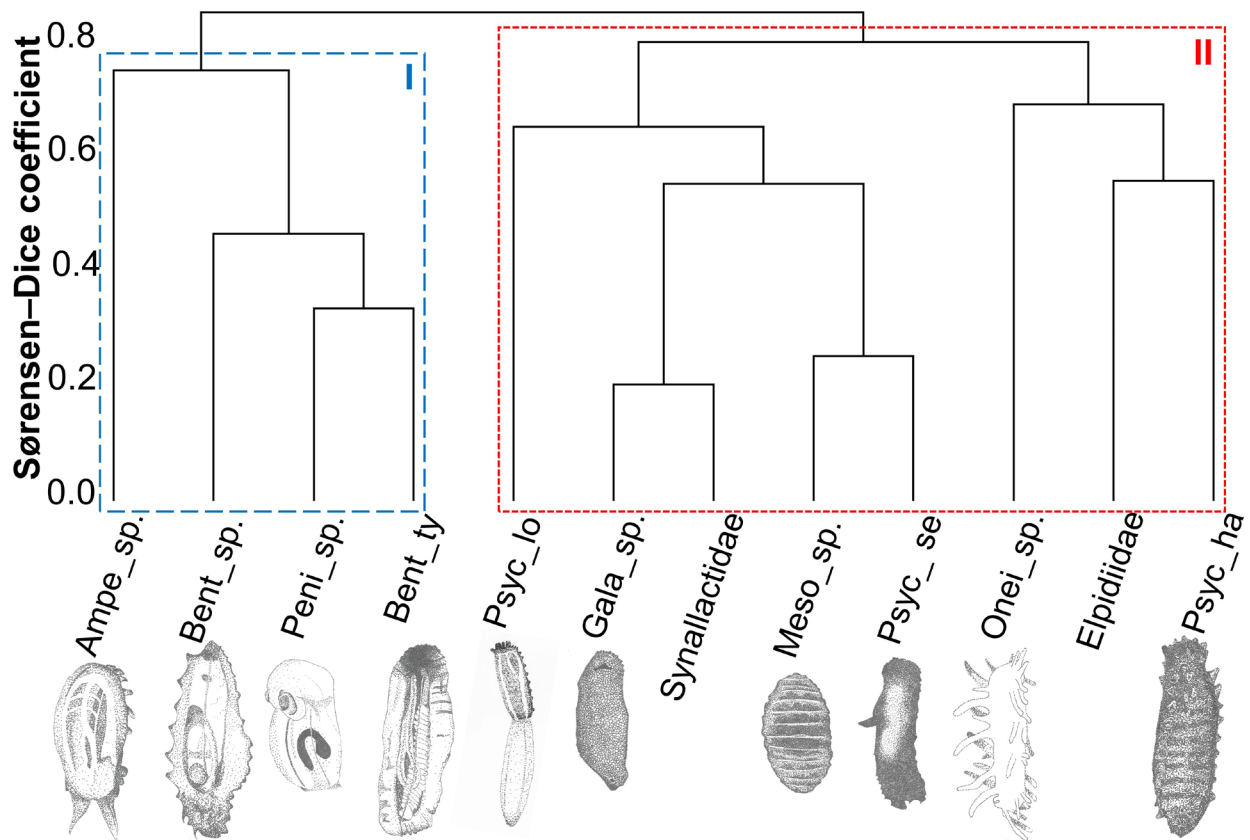 Sørensen–Dice coefficient
0.8
0.6
0.4
0.2
0.0
I
II
Ampe_sp.
Bent_sp.
Peni_sp.
Bent_ty
Psyc_lo
Gala_sp.
Synallactidae
Meso_sp.
Psyc_se
Onei_sp.
Elpidiidae
Psyc_ha